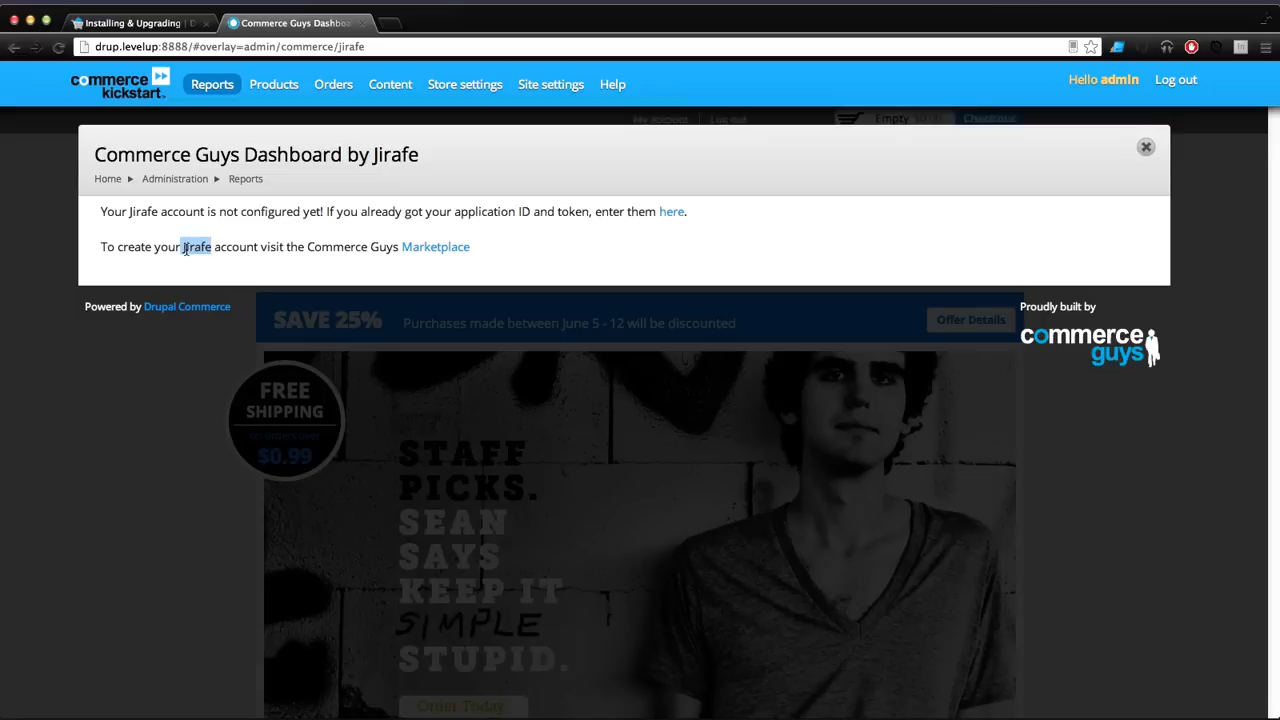 Installing & Upgrading | D
Commerce Guys Dashboa
drup.levelup:8888/#overlay=admin/commerce/jirafe
commerce kickstart™
Reports
Products
Orders
Content
Store settings
Site settings
Help
Hello admin
Log out
My account
Log out
Empty
Checkout
Commerce Guys Dashboard by Jirafe
Home
Administration
Reports
Your Jirafe account is not configured yet! If you already got your application ID and token, enter them here.
To create your Jirafe account visit the Commerce Guys Marketplace
Powered by Drupal Commerce
Proudly built by
commerce
guys
SAVE 25% Purchases made between June 5 - 12 will be discounted
Offer Details
FREE
SHIPPING
on orders over
$0.99
STAFF
PICKS.
SEAN
SAYS
KEEP IT
SIMPLE
STUPID.
Order Today